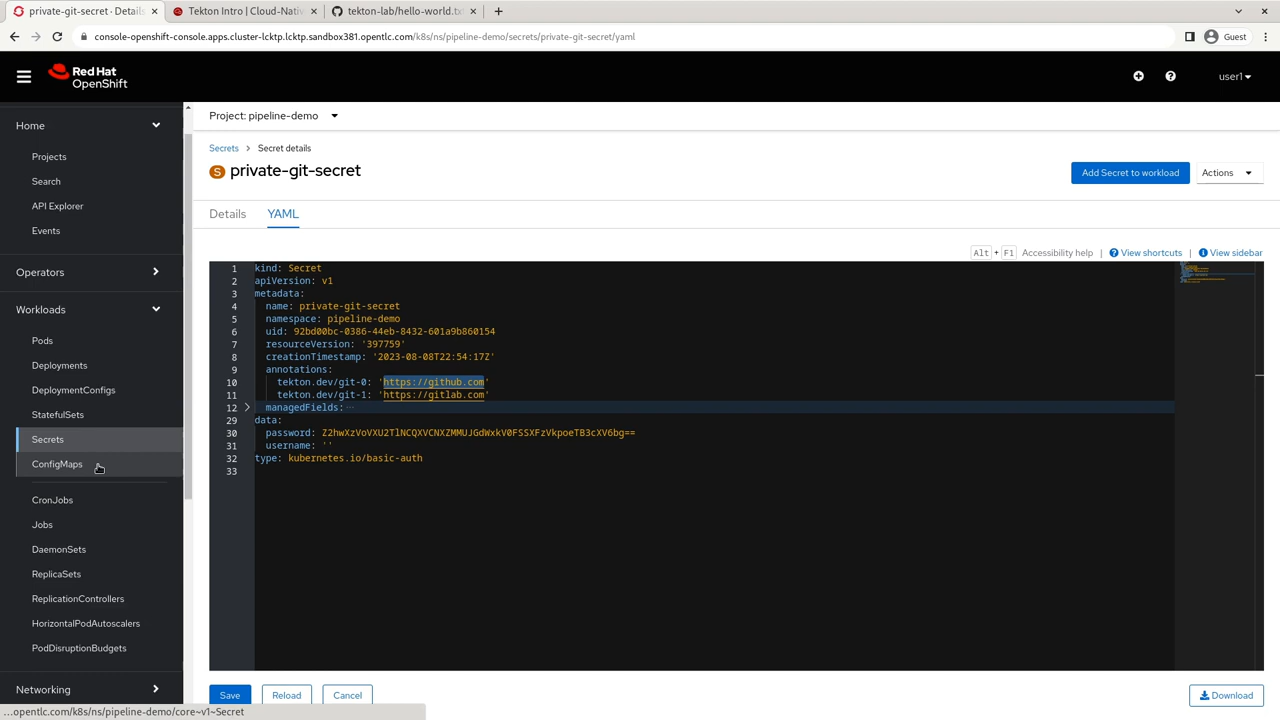 private-git-secret · Details
Tekton Intro | Cloud-Nativ
tekton-lab/hello-world.tx
console-openshift-console.apps.cluster-lcktp.lcktp.sandbox381.opentlc.com/k8s/ns/pipeline-demo/secrets/private-git-secret/yaml
Guest
Red Hat
OpenShift
user1
Home
Projects
Search
API Explorer
Events
Operators
Workloads
Pods
Deployments
DeploymentConfigs
StatefulSets
Secrets
ConfigMaps
CronJobs
Jobs
DaemonSets
ReplicaSets
ReplicationControllers
HorizontalPodAutoscalers
PodDisruptionBudgets
Networking
...opentlc.com/k8s/ns/pipeline-demo/core~v1~Secret
Project: pipeline-demo
Secrets > Secret details
S private-git-secret
Add Secret to workload
Actions
Details
YAML
Alt + F1 Accessibility help | View shortcuts | View sidebar
1 kind: Secret
2 apiVersion: v1
3 metadata:
4 name: private-git-secret
5 namespace: pipeline-demo
6 uid: 92bd00bc-0386-44eb-8432-601a9b860154
7 resourceVersion: '397759'
8 creationTimestamp: '2023-08-08T22:54:17Z'
9 annotations:
10 tekton.dev/git-0: 'https://github.com'
11 tekton.dev/git-1: 'https://gitlab.com'
12 managedFields: ···
29 data:
30 password: Z2hwXzVoVXU2TlNCQXVCNXZMMUJGdWxkV0FSSXFzVkpoeTB3cXV6bg==
31 username: ''
32 type: kubernetes.io/basic-auth
33
Save
Reload
Cancel
Download